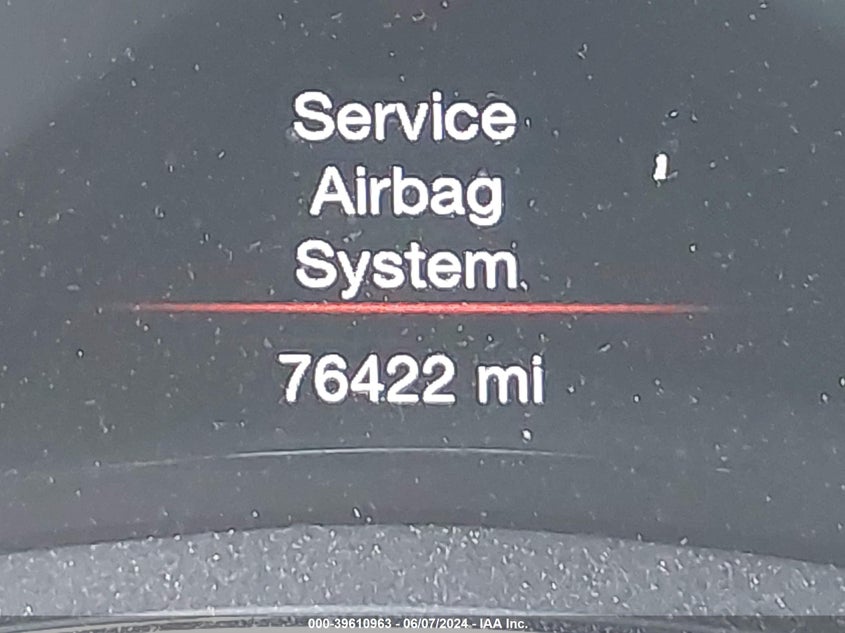 Service
Airbag
System
76422 mi
000-39610963 - 06/07/2024 - IAA Inc.